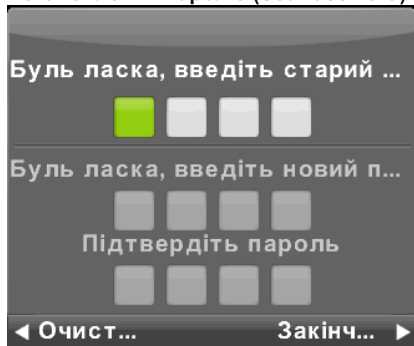 Буль ласка, введіть старий ...
Буль ласка, введіть новий п...
Підтвердіть пароль
◀ Очист... Закінч... ▶